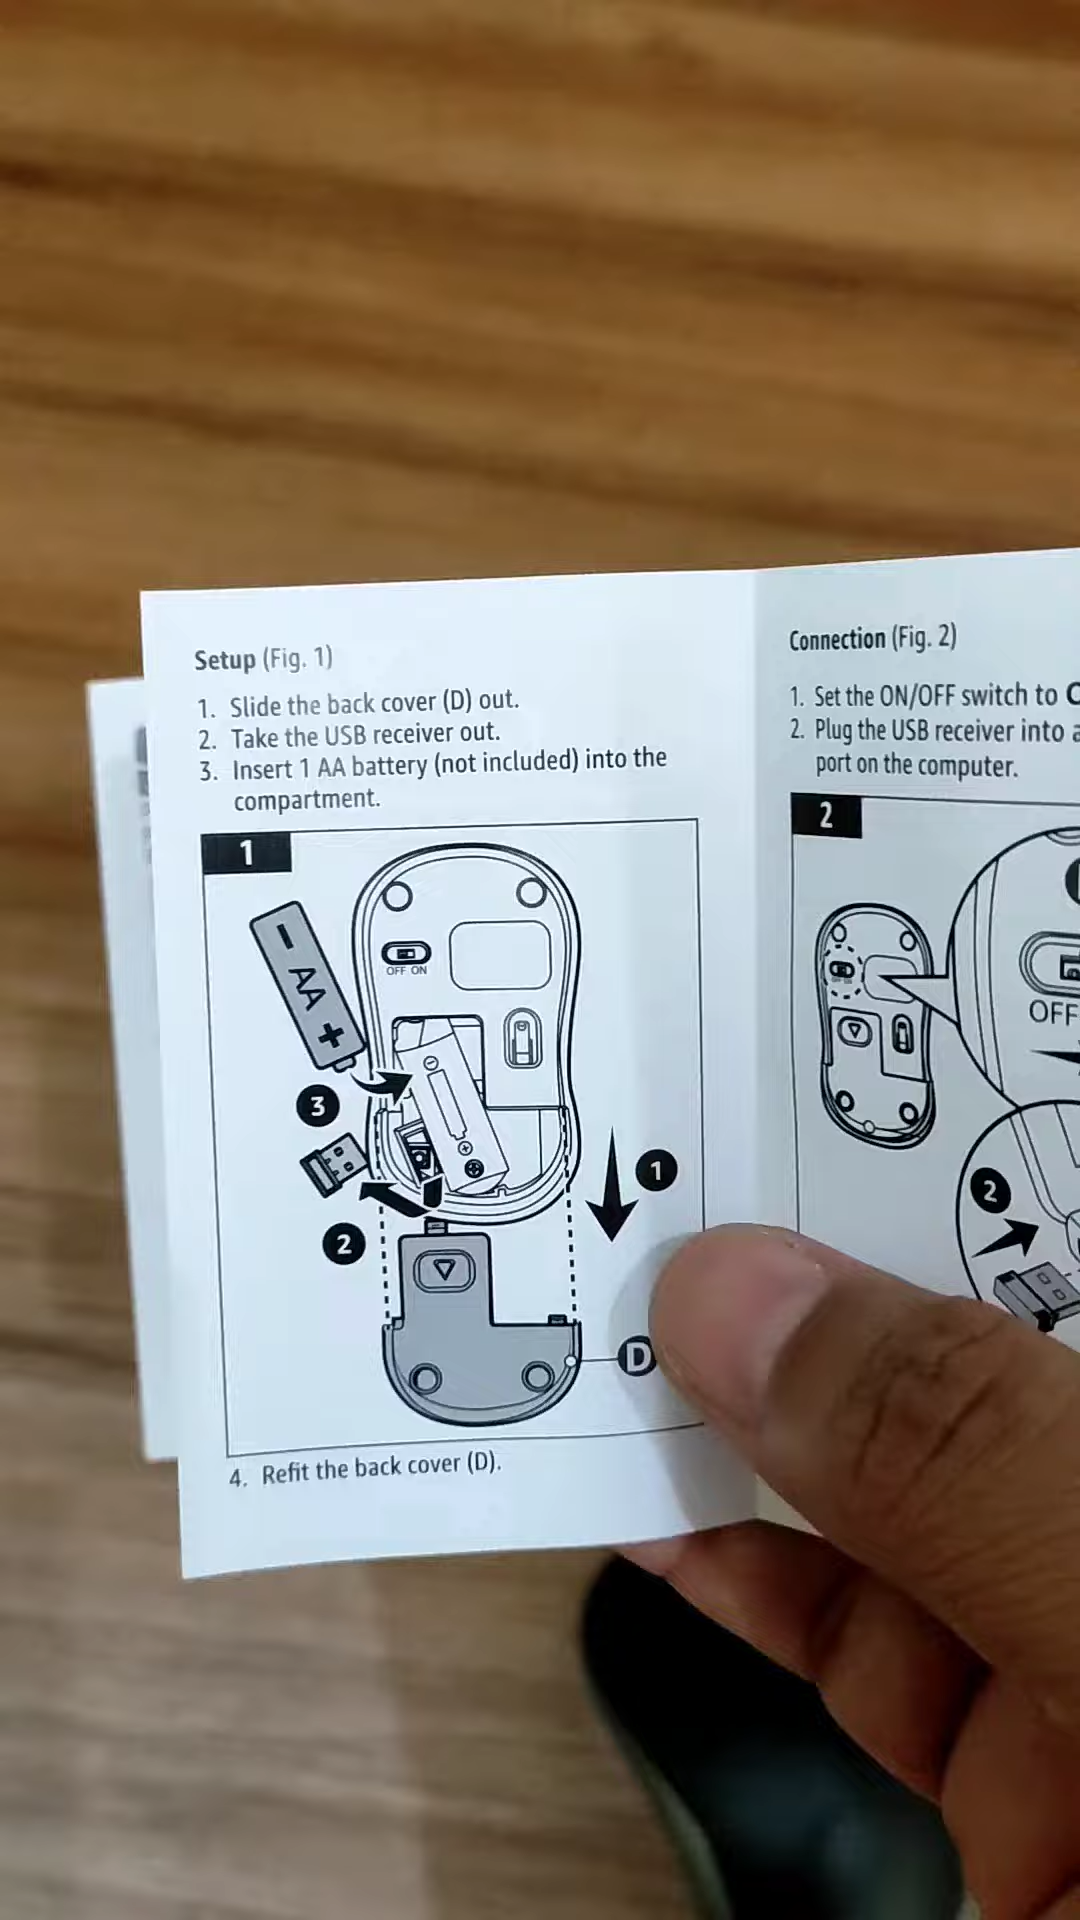 Setup (Fig. 1)
1. Slide the back cover (D) out.
2. Take the USB receiver out.
3. Insert 1 AA battery (not included) into the
compartment.
1
AA
OFF ON
3
2
1
D
4. Refit the back cover (D).
Connection (Fig. 2)
1. Set the ON/OFF switch to
2. Plug the USB receiver into
port on the computer.
2
OFF
2